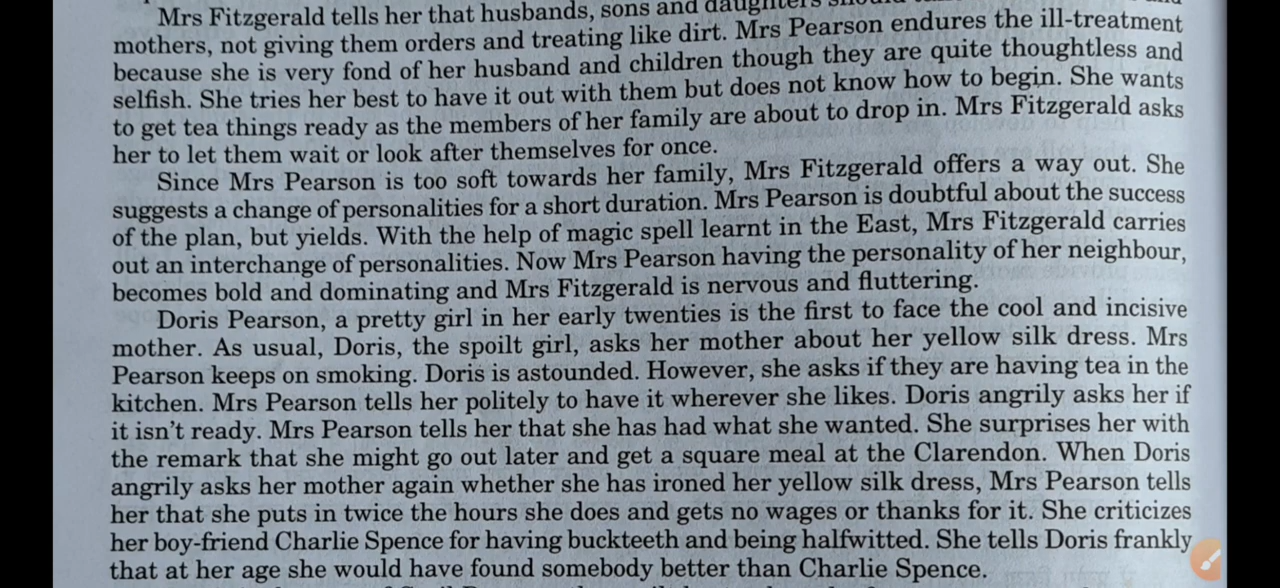 Mrs Fitzgerald tells her that husbands, sons and daughters should
mothers, not giving them orders and treating like dirt. Mrs Pearson endures the ill-treatment
because she is very fond of her husband and children though they are quite thoughtless and
selfish. She tries her best to have it out with them but does not know how to begin. She wants
to get tea things ready as the members of her family are about to drop in. Mrs Fitzgerald asks
her to let them wait or look after themselves for once.
Since Mrs Pearson is too soft towards her family, Mrs Fitzgerald offers a way out. She
suggests a change of personalities for a short duration. Mrs Pearson is doubtful about the success
of the plan, but yields. With the help of magic spell learnt in the East, Mrs Fitzgerald carries
out an interchange of personalities. Now Mrs Pearson having the personality of her neighbour,
becomes bold and dominating and Mrs Fitzgerald is nervous and fluttering.
Doris Pearson, a pretty girl in her early twenties is the first to face the cool and incisive
mother. As usual, Doris, the spoilt girl, asks her mother about her yellow silk dress. Mrs
Pearson keeps on smoking. Doris is astounded. However, she asks if they are having tea in the
kitchen. Mrs Pearson tells her politely to have it wherever she likes. Doris angrily asks her if
it isn't ready. Mrs Pearson tells her that she has had what she wanted. She surprises her with
the remark that she might go out later and get a square meal at the Clarendon. When Doris
angrily asks her mother again whether she has ironed her yellow silk dress, Mrs Pearson tells
her that she puts in twice the hours she does and gets no wages or thanks for it. She criticizes
her boy-friend Charlie Spence for having buckteeth and being halfwitted. She tells Doris frankly
that at her age she would have found somebody better than Charlie Spence.